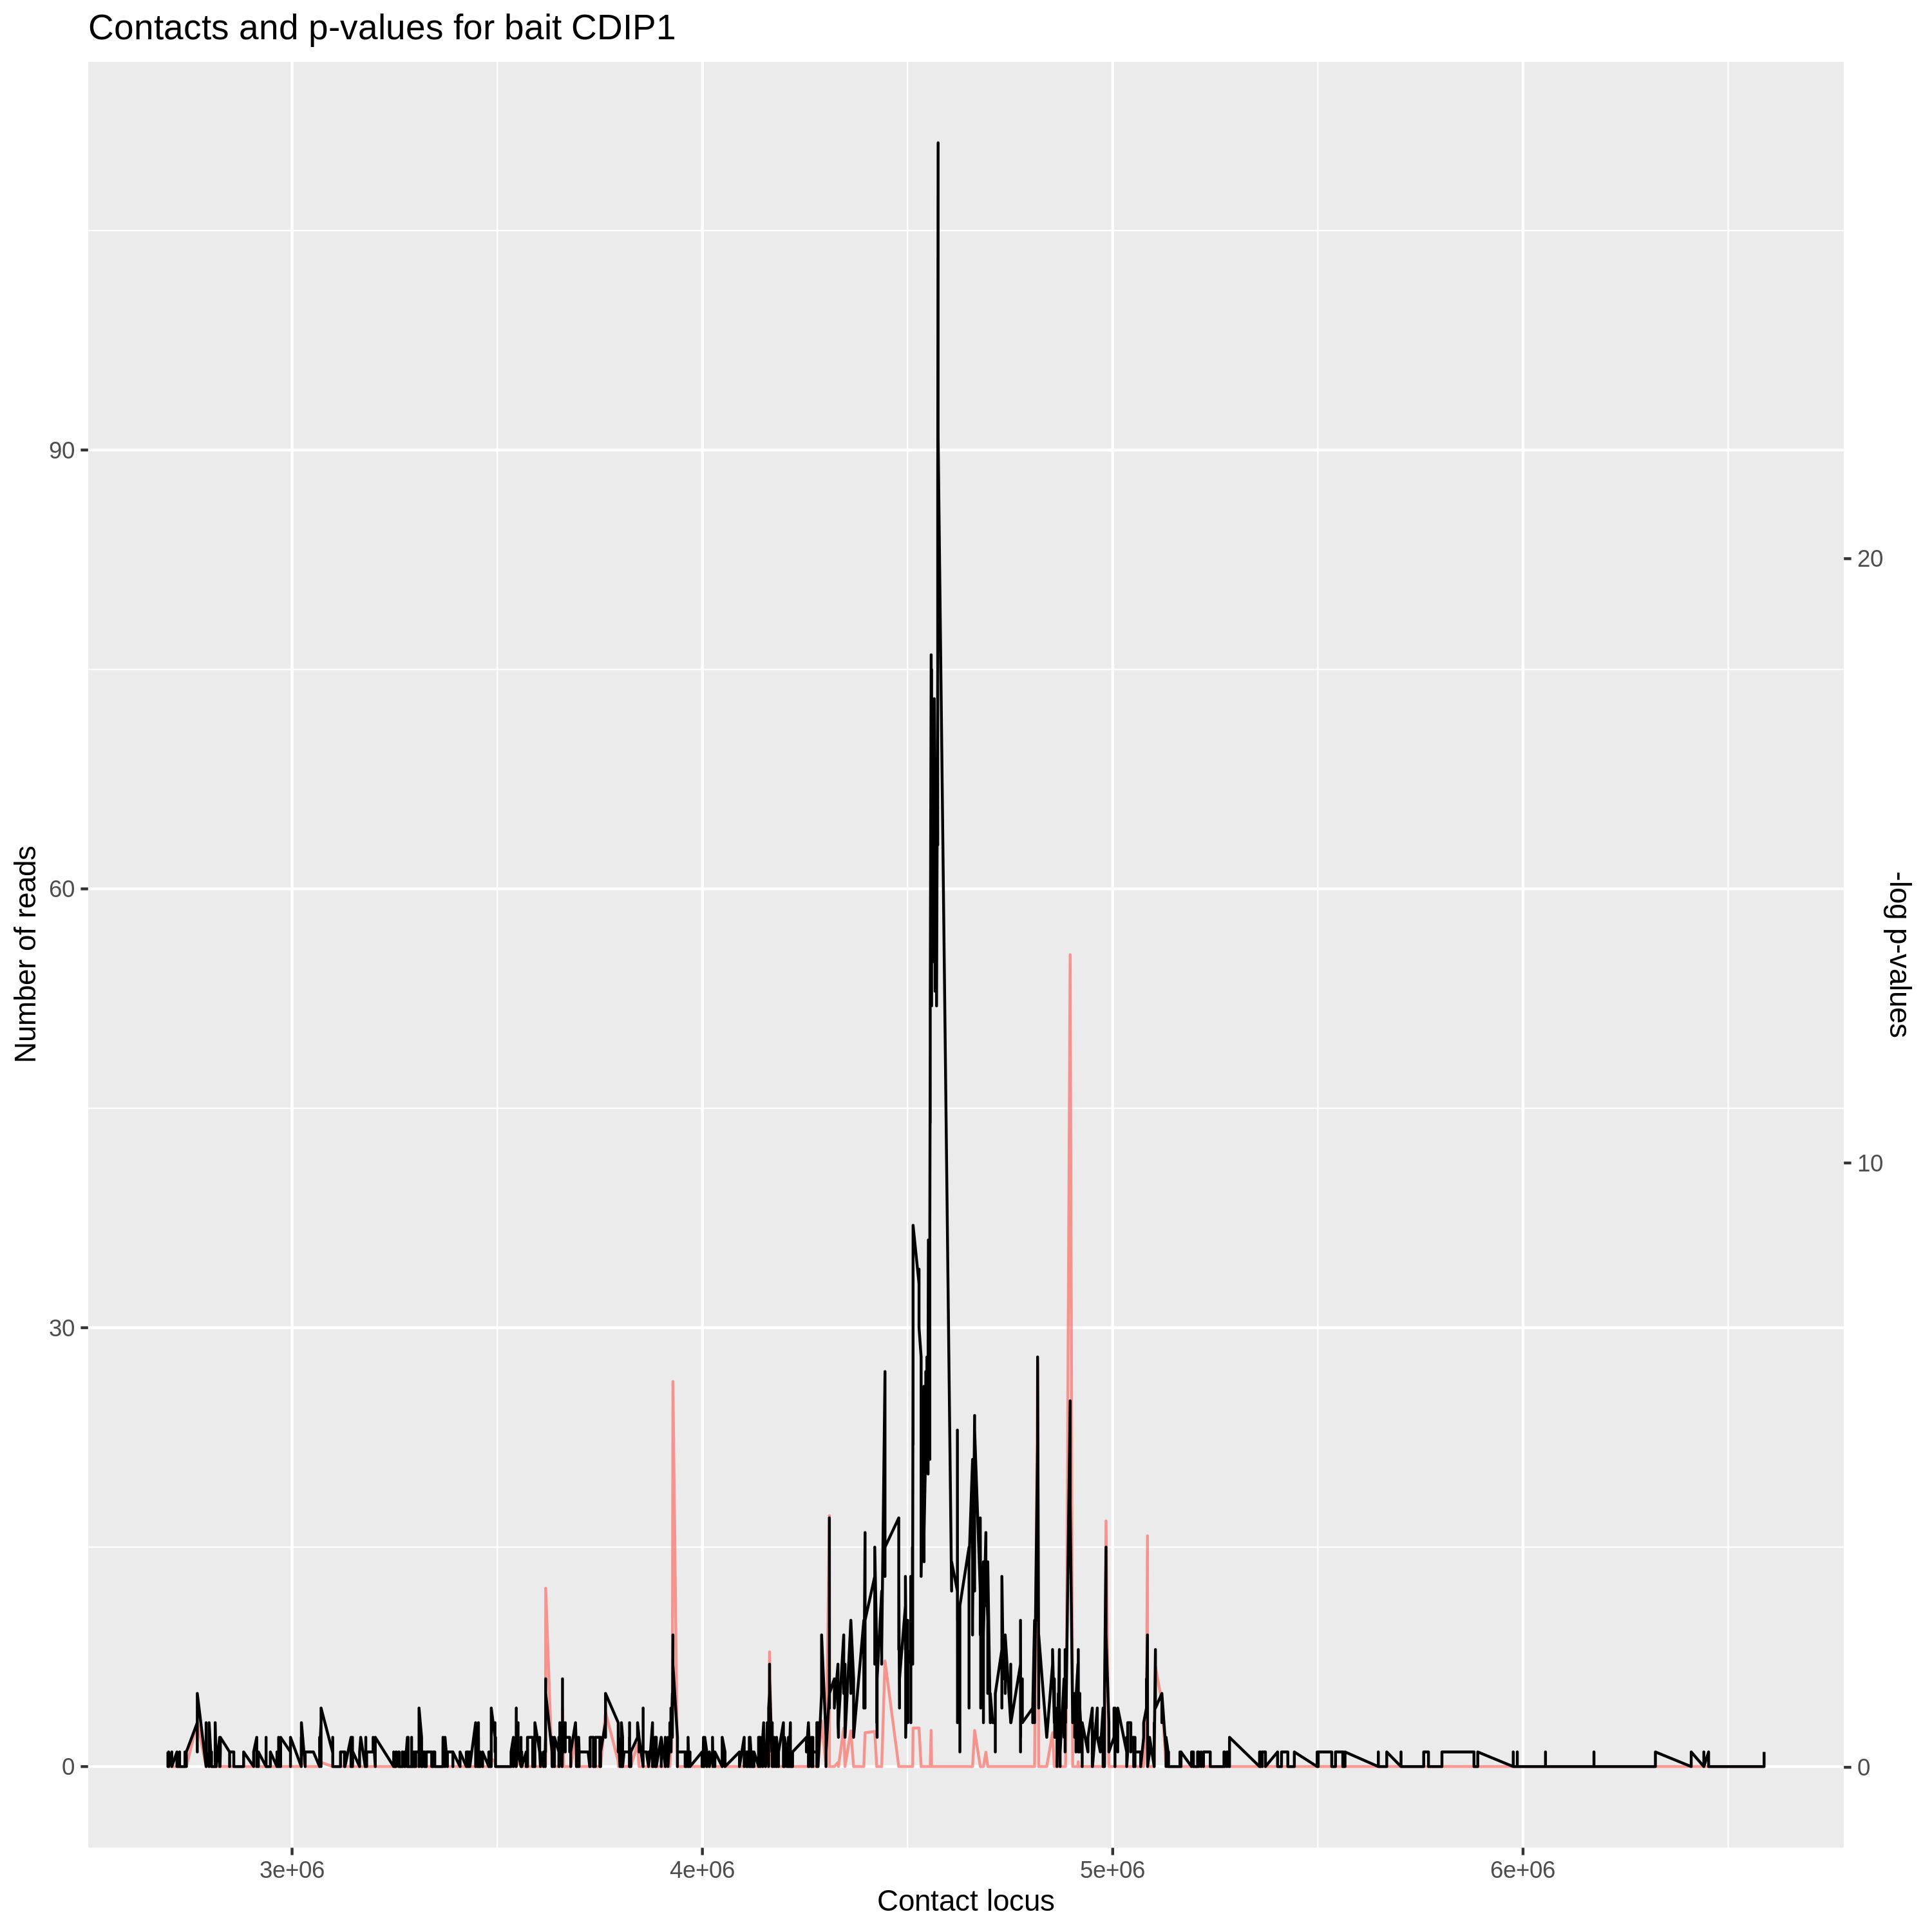 Contacts and p-values for bait CDIP1
Number of reads
90
60
30
0
20
10
0
-log p-values
3e+06
4e+06
5e+06
6e+06
Contact locus